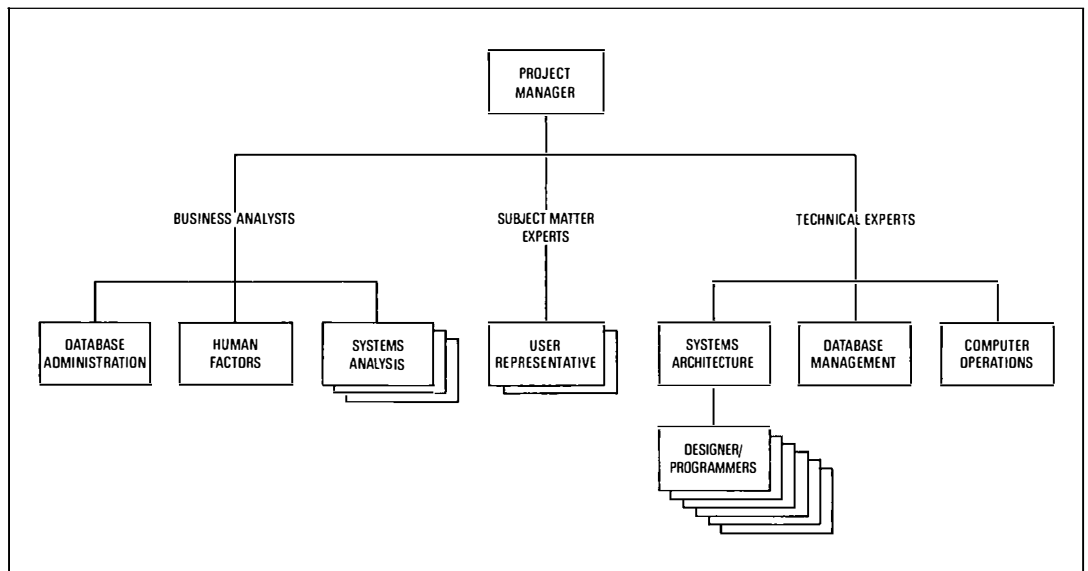 PROJECT
MANAGER
BUSINESS ANALYSTS
SUBJECT MATTER
EXPERTS
TECHNICAL EXPERTS
DATABASE
ADMINISTRATION
HUMAN
FACTORS
SYSTEMS
ANALYSIS
USER
REPRESENTATIVE
SYSTEMS
ARCHITECTURE
DATABASE
MANAGEMENT
COMPUTER
OPERATIONS
DESIGNER/
PROGRAMMERS